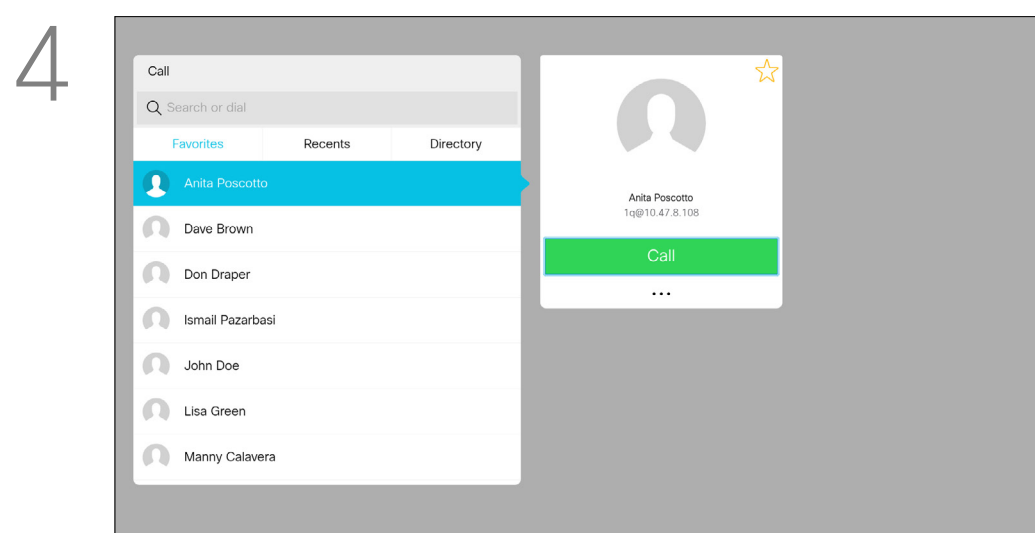 4
Call
Search or dial
Favorites Recents Directory
Anita Poscotto
Dave Brown
Don Draper
Ismail Pazarbasi
John Doe
Lisa Green
Manny Calavera
Anita Poscotto
1q@10.47.8.108
Call
...